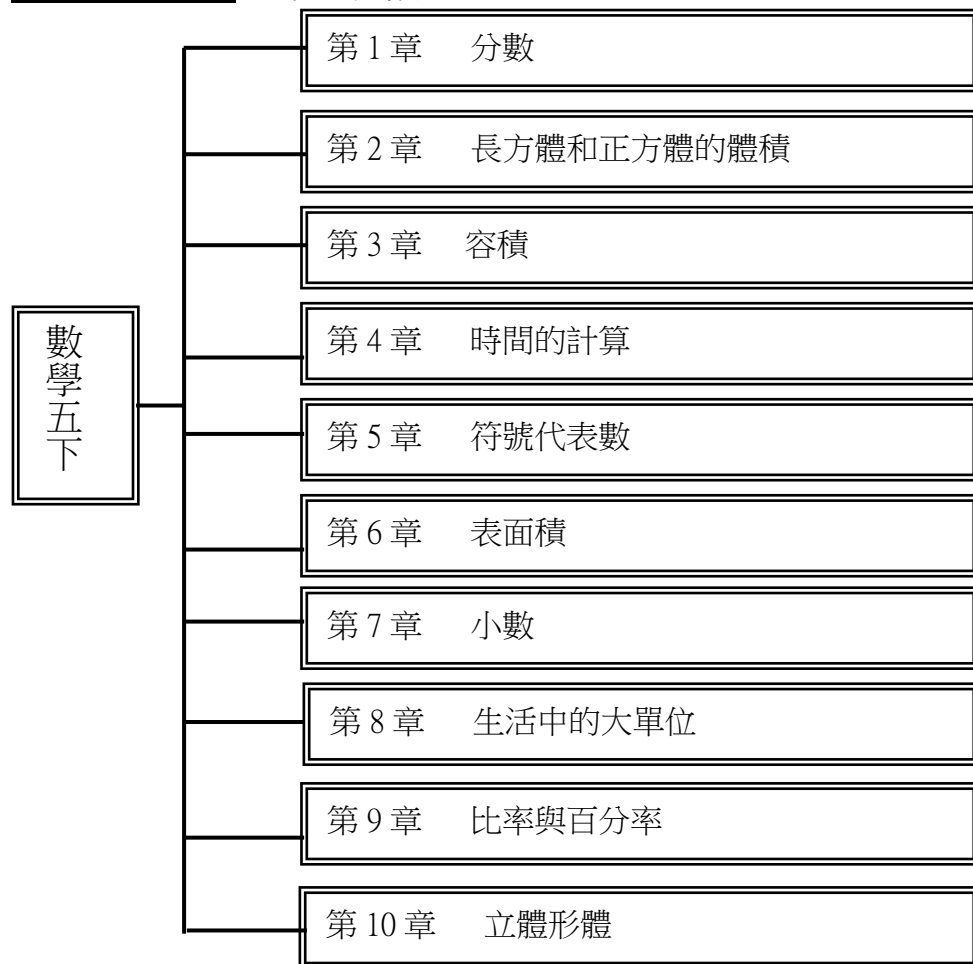 第 1 章 分數
第 2 章 長方體和正方體的體積
第 3 章 容積
第 4 章 時間的計算
數學五下
第 5 章 符號代表數
第 6 章 表面積
第 7 章 小數
第 8 章 生活中的大單位
第 9 章 比率與百分率
第 10 章 立體形體